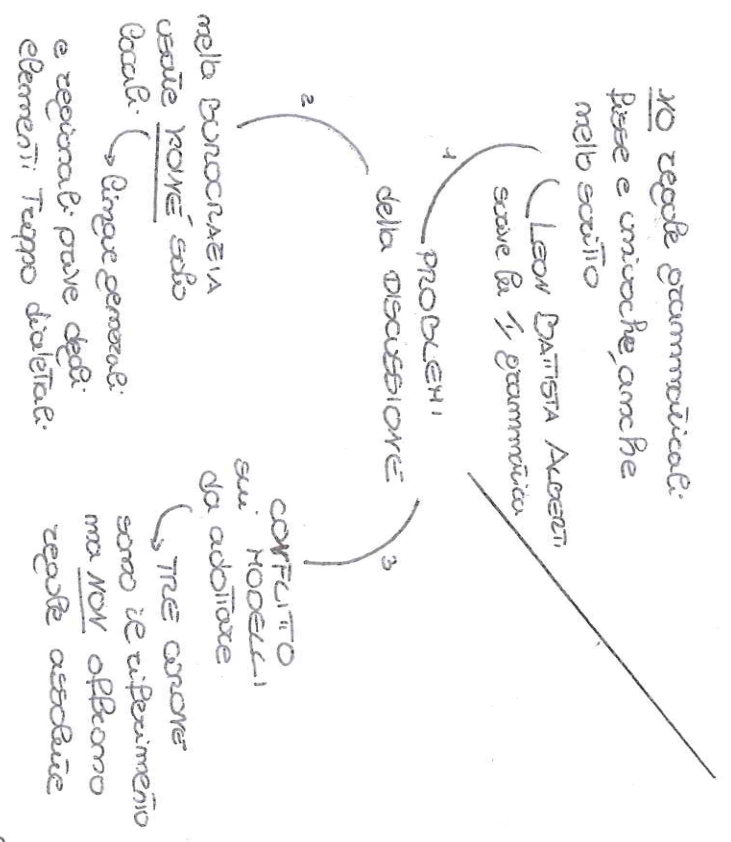 PROBLEMI
della DISCUSSIONE
1
NO regole grammaticali
fisse e univoche, anche
nello scritto
LEON BATTISTA ALBERTI
scrive la 1ª grammatica
2
nella BUROCRAZIA
usate KOINÉ solo
locali
lingue generali
e regionali prive degli
elementi troppo dialettali
3
CONFLITTO
sui MODELLI
da adottare
TRE CORONE
sono il riferimento
ma NON offrono
regole assolute